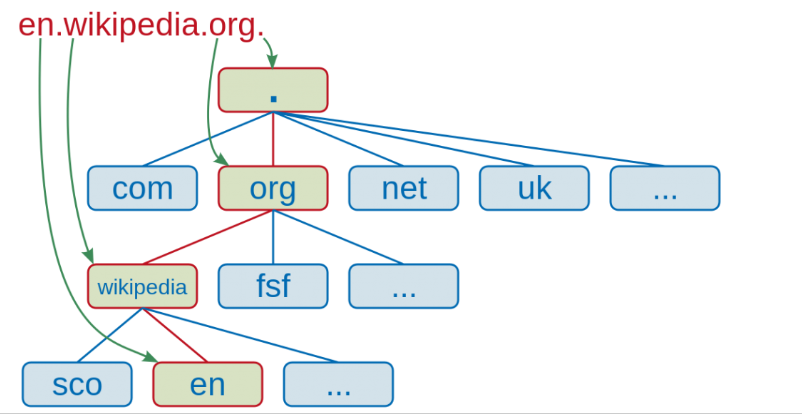 en.wikipedia.org.
.
com org net uk ...
wikipedia fsf ...
sco en ...